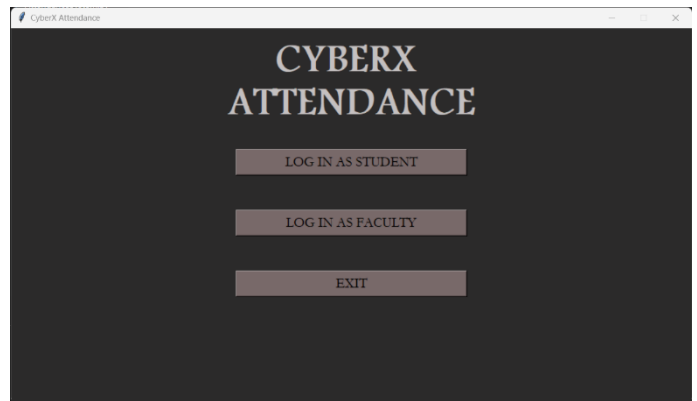 CyberX Attendance
CYBERX
ATTENDANCE
LOG IN AS STUDENT
LOG IN AS FACULTY
EXIT